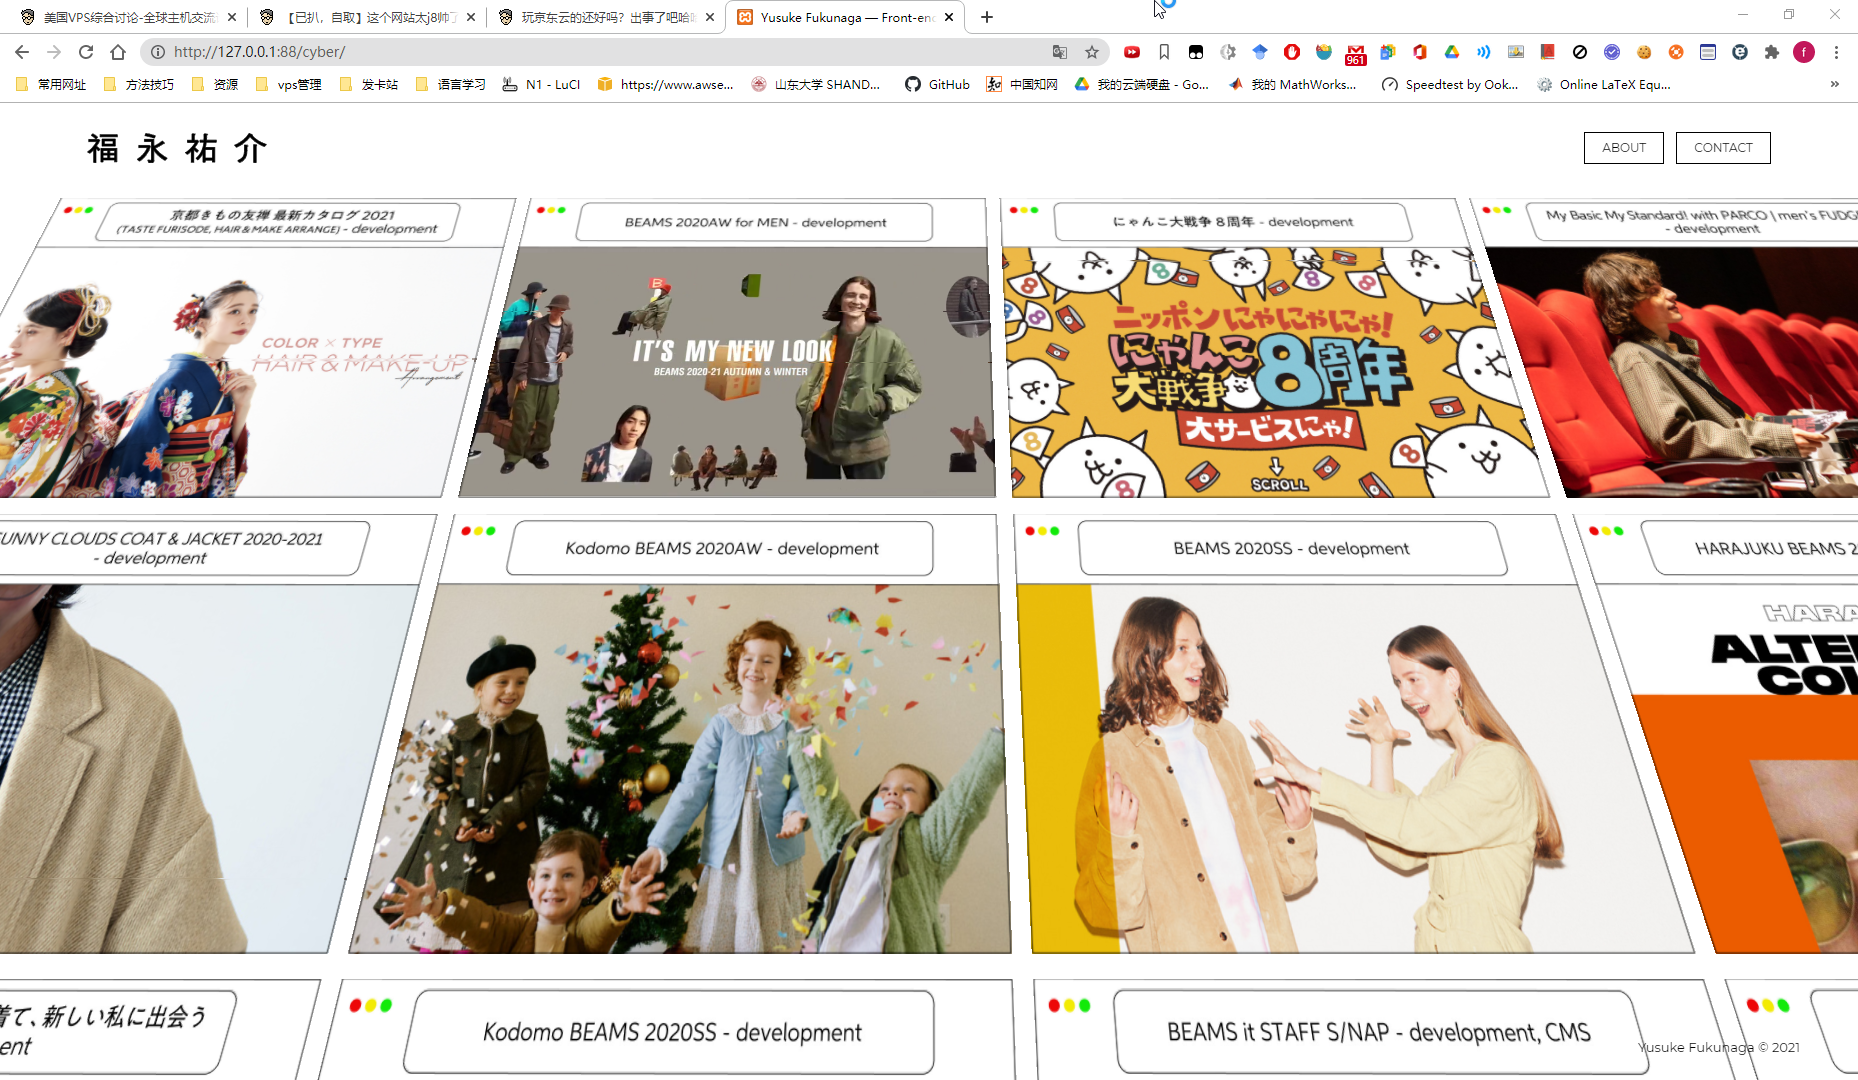 美国VPS综合讨论-全球主机交流
【已扒，自取】这个网站太j8帅了
玩京东云的还好吗？出事了吧哈
Yusuke Fukunaga — Front-end
http://127.0.0.1:88/cyber/
961
f
常用网址
方法技巧
资源
vps管理
发卡站
语言学习
N1 - LuCI
https://www.awse...
山东大学 SHAND...
GitHub
中国知网
我的云端硬盘 - Go...
我的 MathWorks...
Speedtest by Ook...
Online LaTeX Equ...
»
福永祐介
ABOUT
CONTACT
京都きもの友禅 最新カタログ 2021
(TASTE FURISODE, HAIR & MAKE ARRANGE) - development
BEAMS 2020AW for MEN - development
にゃんこ大戦争 8周年 - development
My Basic My Standard! with PARCO | men's FUDG
- development
COLOR × TYPE
HAIR & MAKE-UP
Arrangement
IT'S MY NEW LOOK
BEAMS 2020-21 AUTUMN & WINTER
ニッポンにゃにゃにゃ!
にゃんこ
大戦争
8周年
大サービスにゃ!
SCROLL
UNNY CLOUDS COAT & JACKET 2020-2021
- development
Kodomo BEAMS 2020AW - development
BEAMS 2020SS - development
HARAJUKU BEAMS 2
HARA
ALTE
COL
着て、新しい私に出会う
ent
Kodomo BEAMS 2020SS - development
BEAMS it STAFF S/NAP - development, CMS
Yusuke Fukunaga © 2021